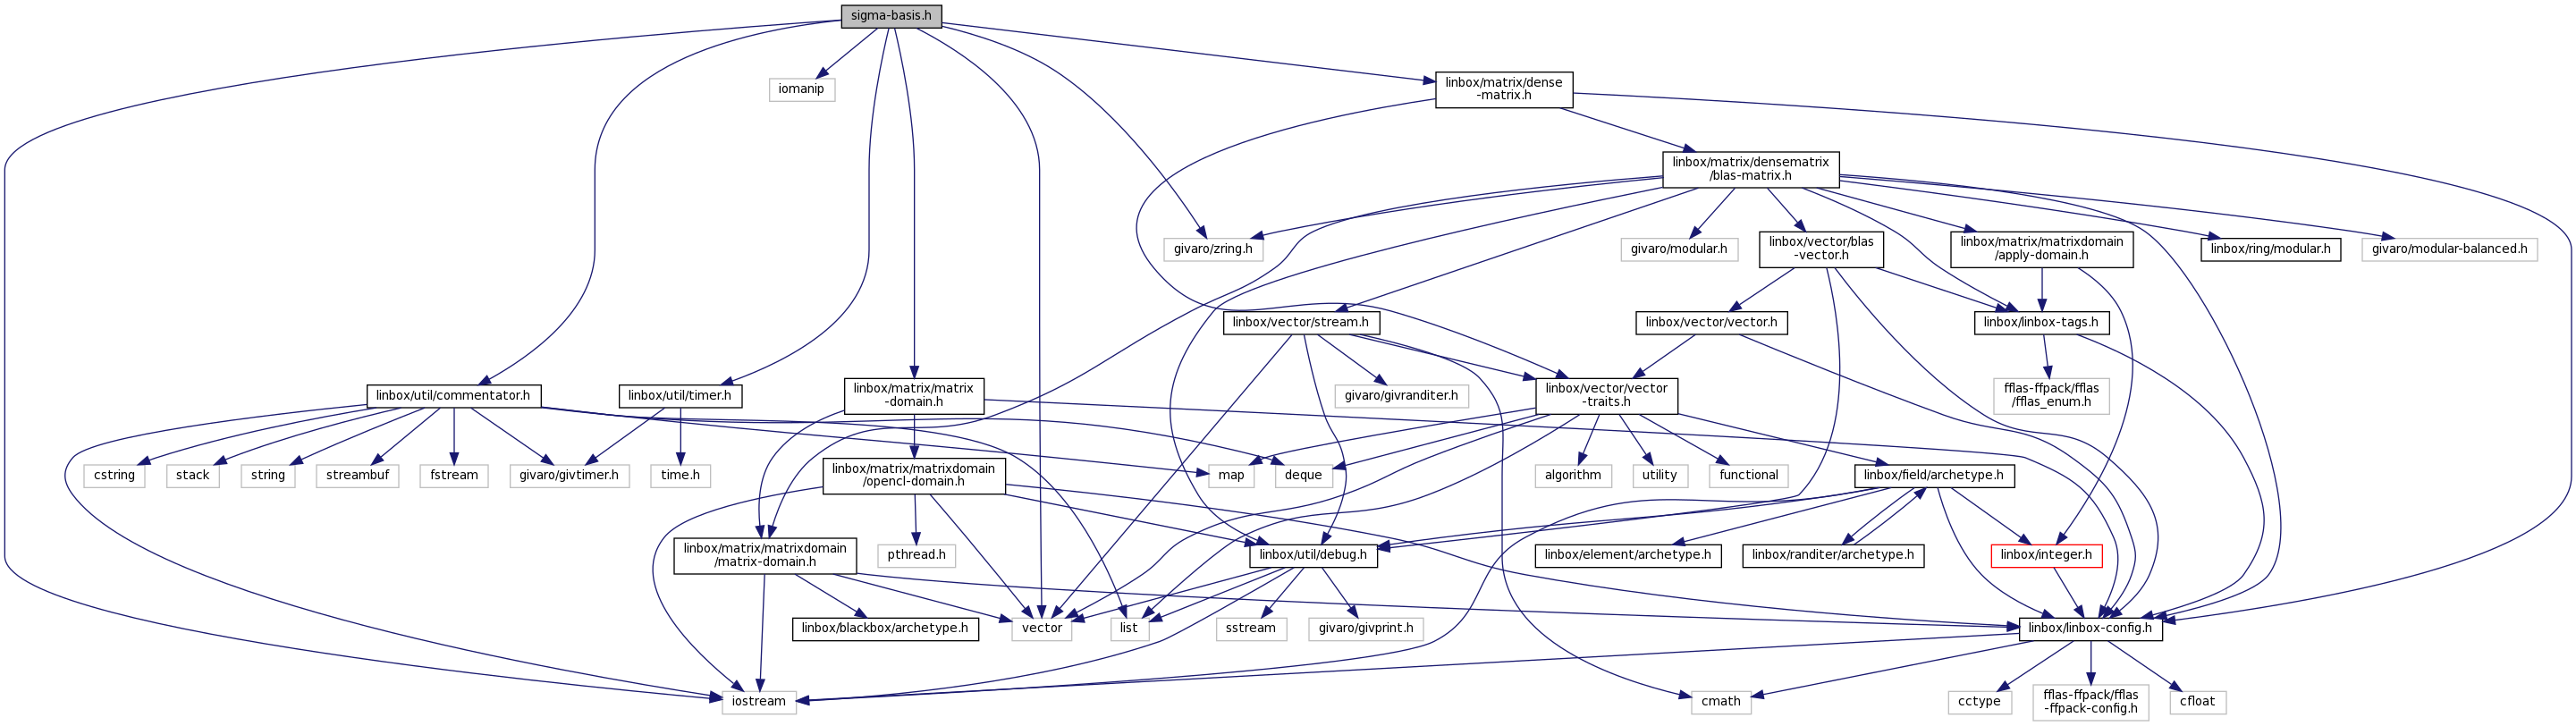 sigma-basis.h
iomanip
linbox/matrix/dense
-matrix.h
linbox/matrix/densematrix
/blas-matrix.h
givaro/zring.h
givaro/modular.h
linbox/vector/blas
-vector.h
linbox/matrix/matrixdomain
/apply-domain.h
linbox/ring/modular.h
givaro/modular-balanced.h
linbox/vector/stream.h
linbox/vector/vector.h
linbox/linbox-tags.h
linbox/util/commentator.h
linbox/util/timer.h
linbox/matrix/matrix
-domain.h
givaro/givranditer.h
linbox/vector/vector
-traits.h
fflas-ffpack/fflas
/fflas_enum.h
cstring
stack
string
streambuf
fstream
givaro/givtimer.h
time.h
linbox/matrix/matrixdomain
/opencl-domain.h
map
deque
algorithm
utility
functional
linbox/field/archetype.h
linbox/matrix/matrixdomain
/matrix-domain.h
pthread.h
linbox/util/debug.h
linbox/element/archetype.h
linbox/randiter/archetype.h
linbox/integer.h
linbox/blackbox/archetype.h
vector
list
sstream
givaro/givprint.h
linbox/linbox-config.h
iostream
cmath
cctype
fflas-ffpack/fflas
-ffpack-config.h
cfloat